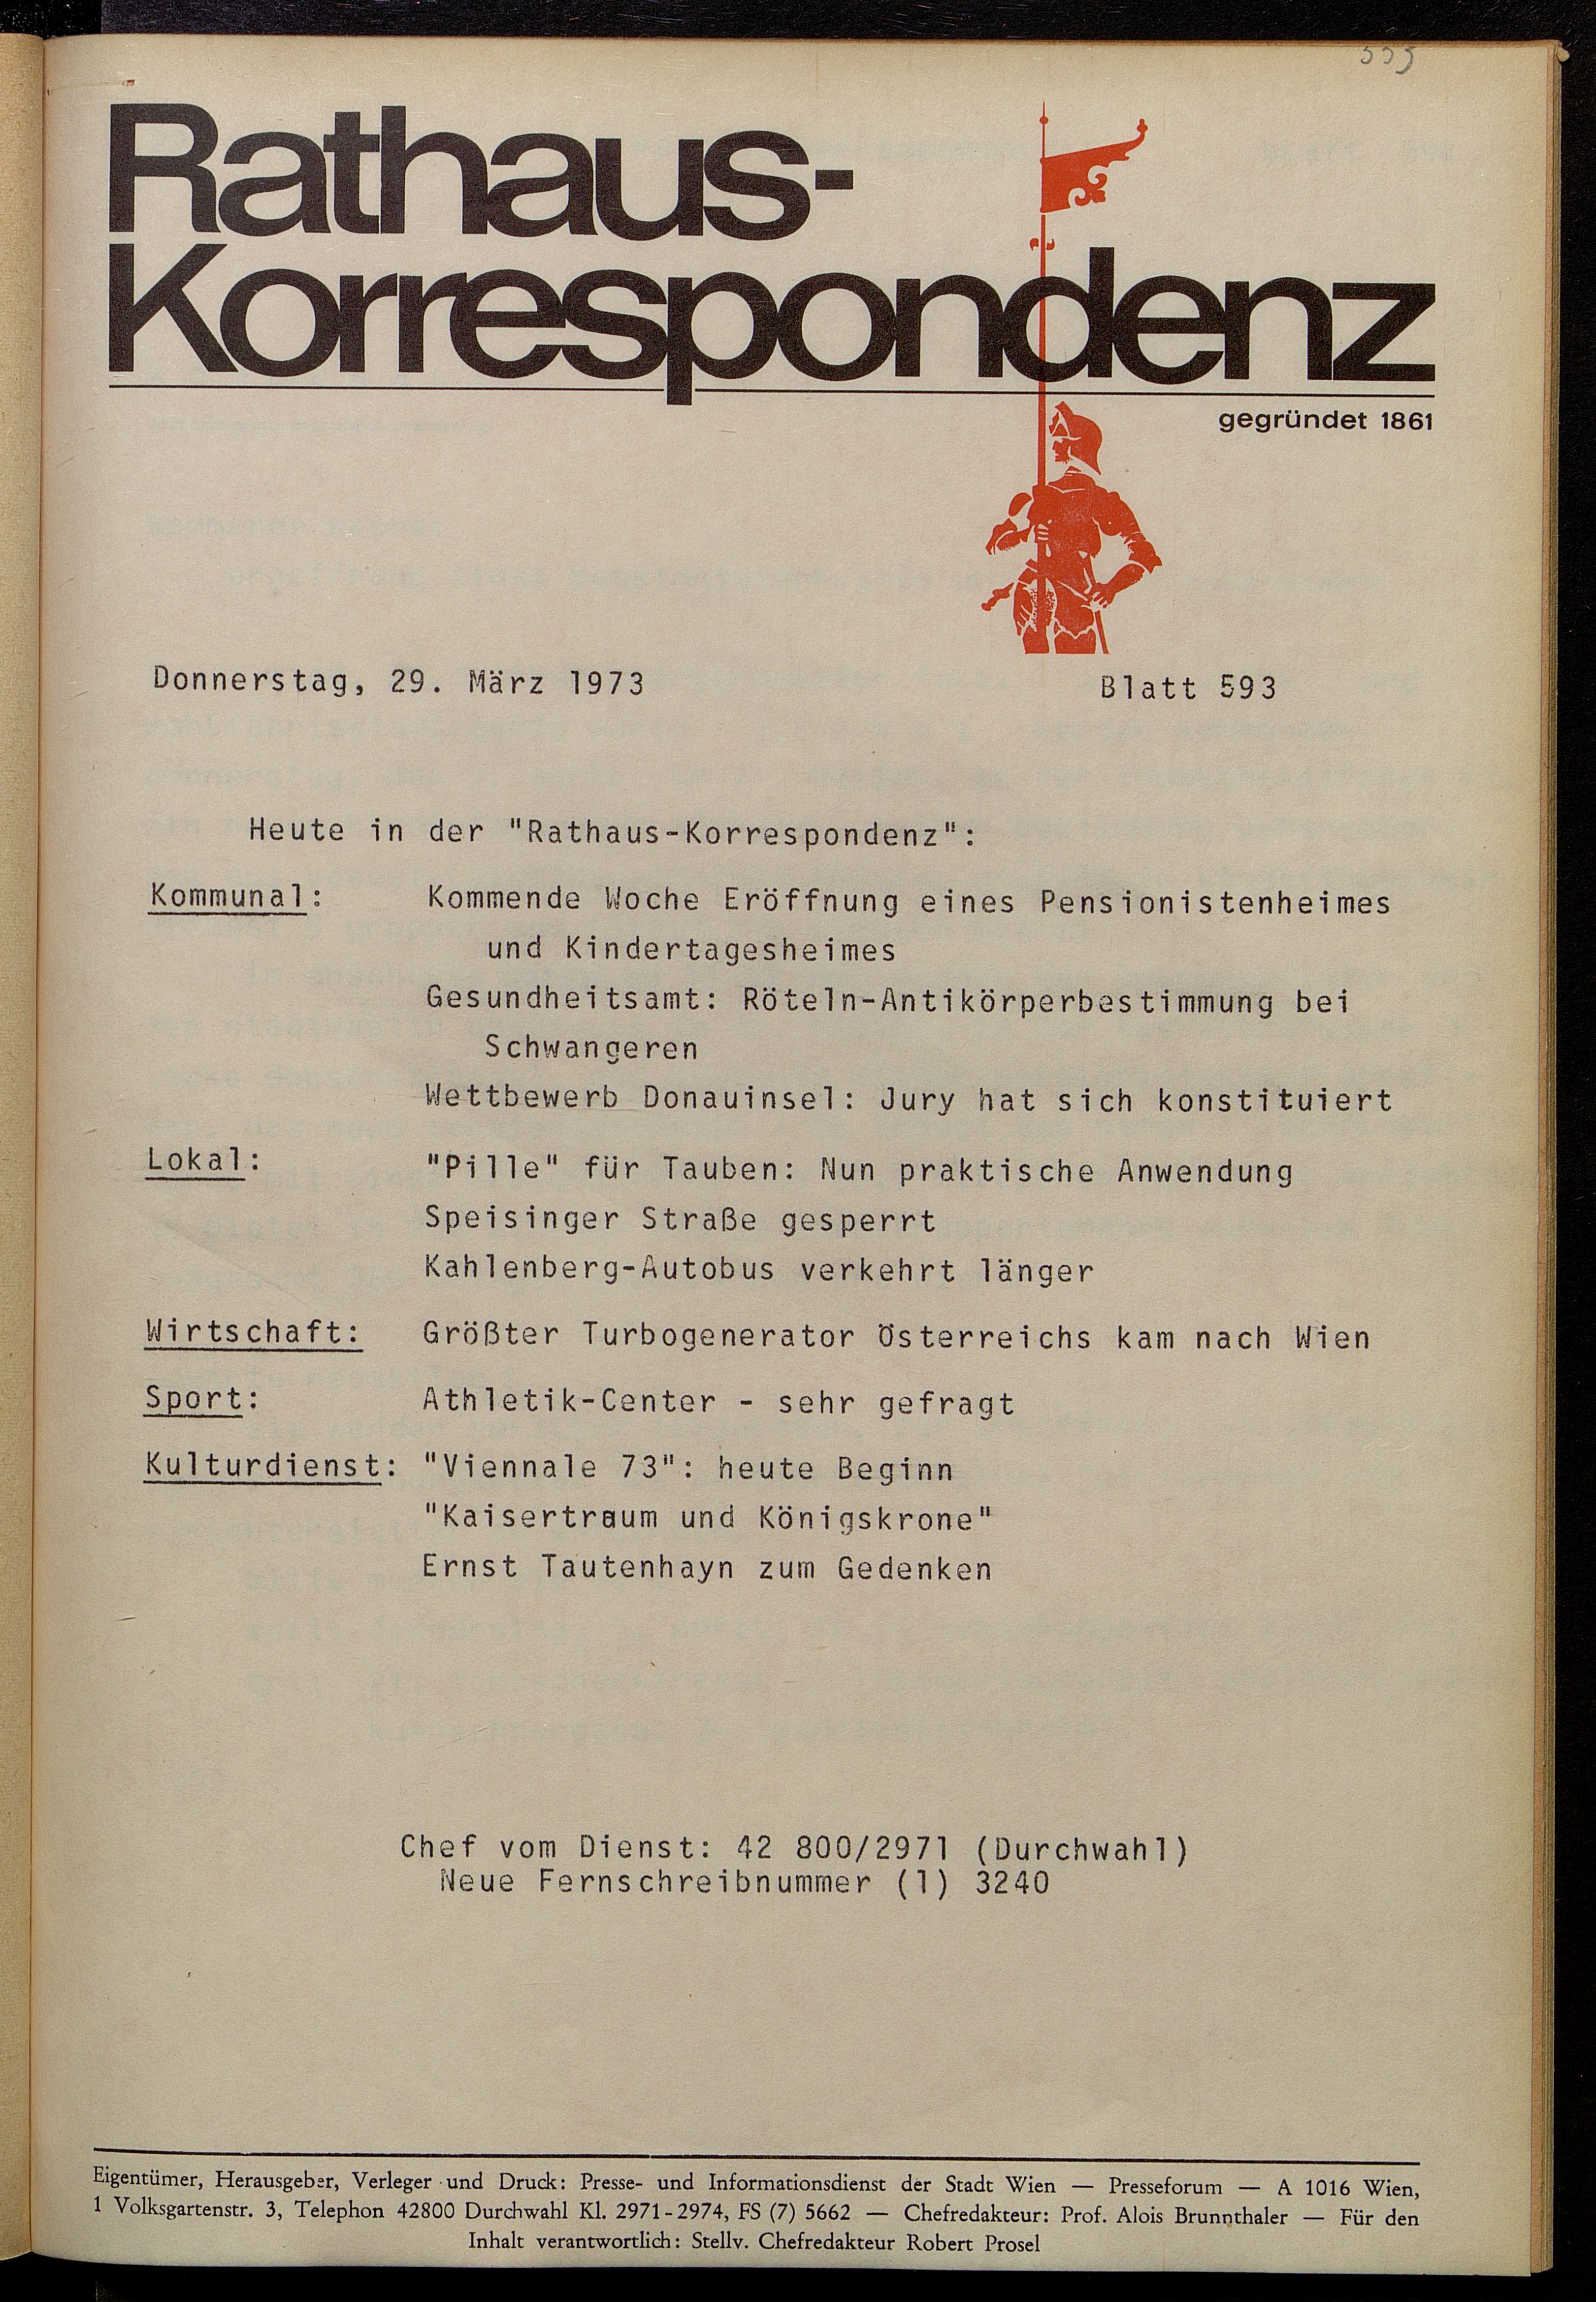 Rathaus-
Korrespondenz
gegründet 1861
Donnerstag, 29. März 1973 Blatt 593
Heute in der "Rathaus-Korrespondenz":
Kommunal: Kommende Woche Eröffnung eines Pensionistenheimes
und Kindertagesheimes
Gesundheitsamt: Röteln-Antikörperbestimmung bei
Schwangeren
Wettbewerb Donauinsel: Jury hat sich konstituiert
Lokal: "Pille" für Tauben: Nun praktische Anwendung
Speisinger Straße gesperrt
Kahlenberg-Autobus verkehrt länger
Wirtschaft: Größter Turbogenerator Österreichs kam nach Wien
Sport: Athletik-Center - sehr gefragt
Kulturdienst: "Viennale 73": heute Beginn
"Kaisertraum und Königskrone"
Ernst Tautenhayn zum Gedenken
Chef vom Dienst: 42 800/2971 (Durchwahl)
Neue Fernschreibnummer (1) 3240
Eigentümer, Herausgeber, Verleger und Druck: Presse- und Informationsdienst der Stadt Wien — Presseforum — A 1016 Wien,
1 Volksgartenstr. 3, Telephon 42800 Durchwahl Kl. 2971-2974, FS (7) 5662 — Chefredakteur: Prof. Alois Brunnthaler — Für den
Inhalt verantwortlich: Stellv. Chefredakteur Robert Prosel